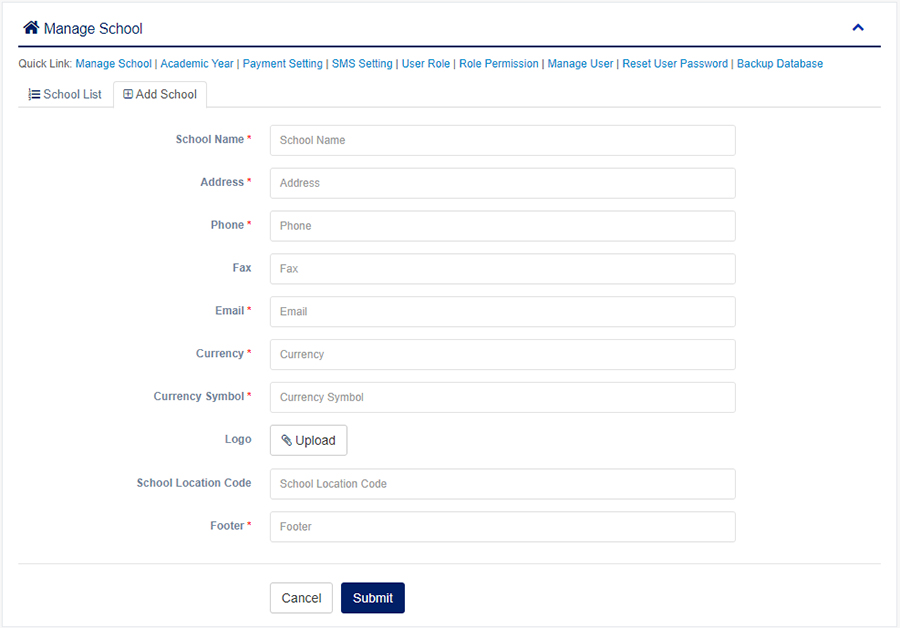 Manage School
Quick Link: Manage School | Academic Year | Payment Setting | SMS Setting | User Role | Role Permission | Manage User | Reset User Password | Backup Database
School List Add School
School Name * School Name
Address * Address
Phone * Phone
Fax Fax
Email * Email
Currency * Currency
Currency Symbol * Currency Symbol
Logo Upload
School Location Code School Location Code
Footer * Footer
Cancel Submit